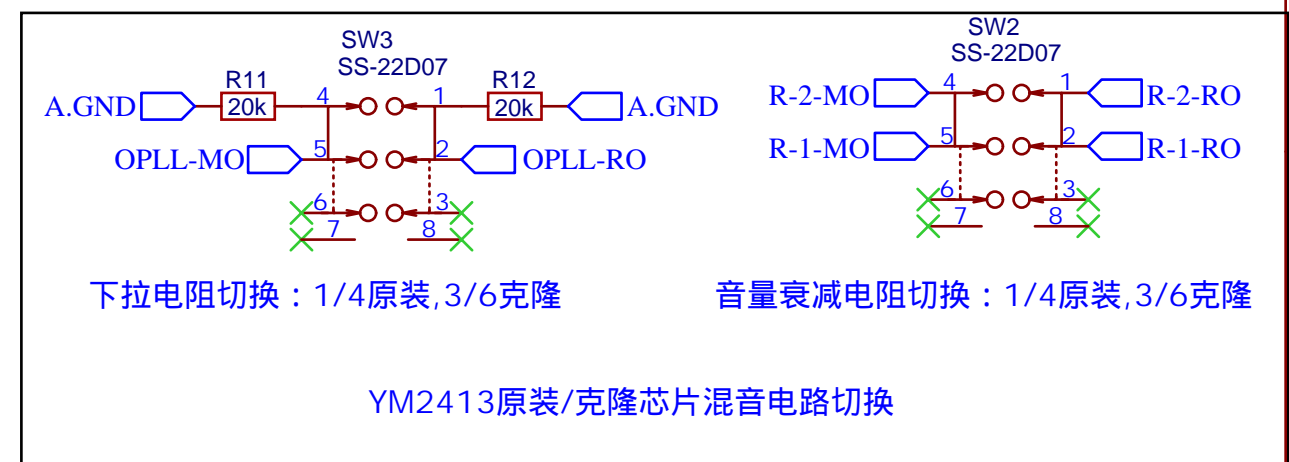 SW3
SS-22D07
R11
20k
A.GND
4
1
R12
20k
A.GND
OPLL-MO
5
2
OPLL-RO
6
3
7
8
下拉电阻切换：1/4原装,3/6克隆
SW2
SS-22D07
R-2-MO
4
1
R-2-RO
R-1-MO
5
2
R-1-RO
6
3
7
8
音量衰减电阻切换：1/4原装,3/6克隆
YM2413原装/克隆芯片混音电路切换